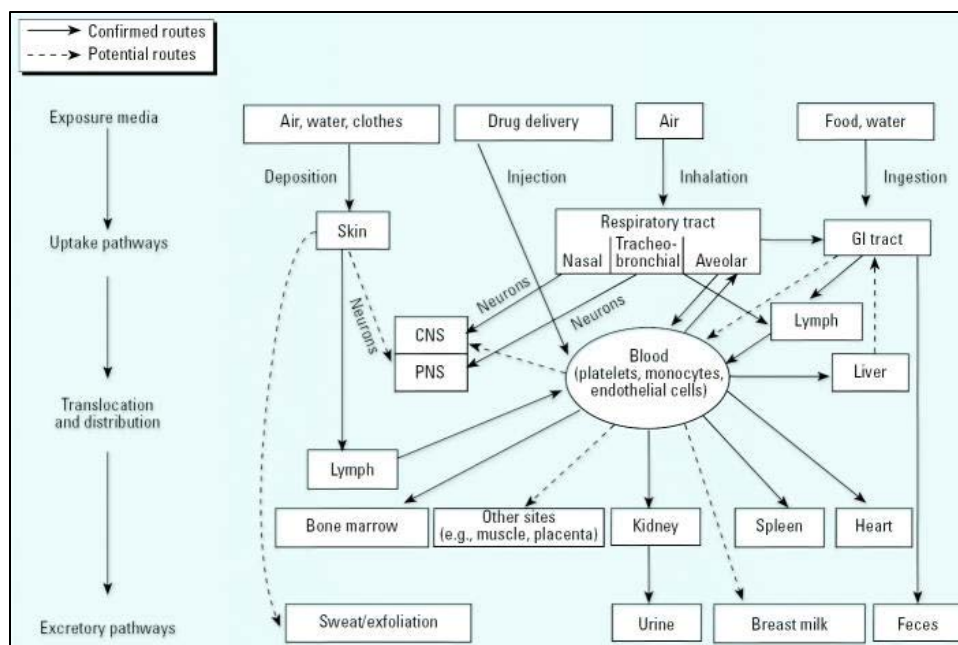 Confirmed routes
Potential routes
Exposure media
Air, water, clothes
Drug delivery
Air
Food, water
Deposition
Injection
Inhalation
Ingestion
Uptake pathways
Skin
Respiratory tract
Nasal
Tracheo-
bronchial
Aveolar
GI tract
Neurons
Neurons
Neurons
CNS
PNS
Lymph
Blood
(platelets, monocytes,
endothelial cells)
Liver
Translocation
and distribution
Lymph
Bone marrow
Other sites
(e.g., muscle, placenta)
Kidney
Spleen
Heart
Excretory pathways
Sweat/exfoliation
Urine
Breast milk
Feces